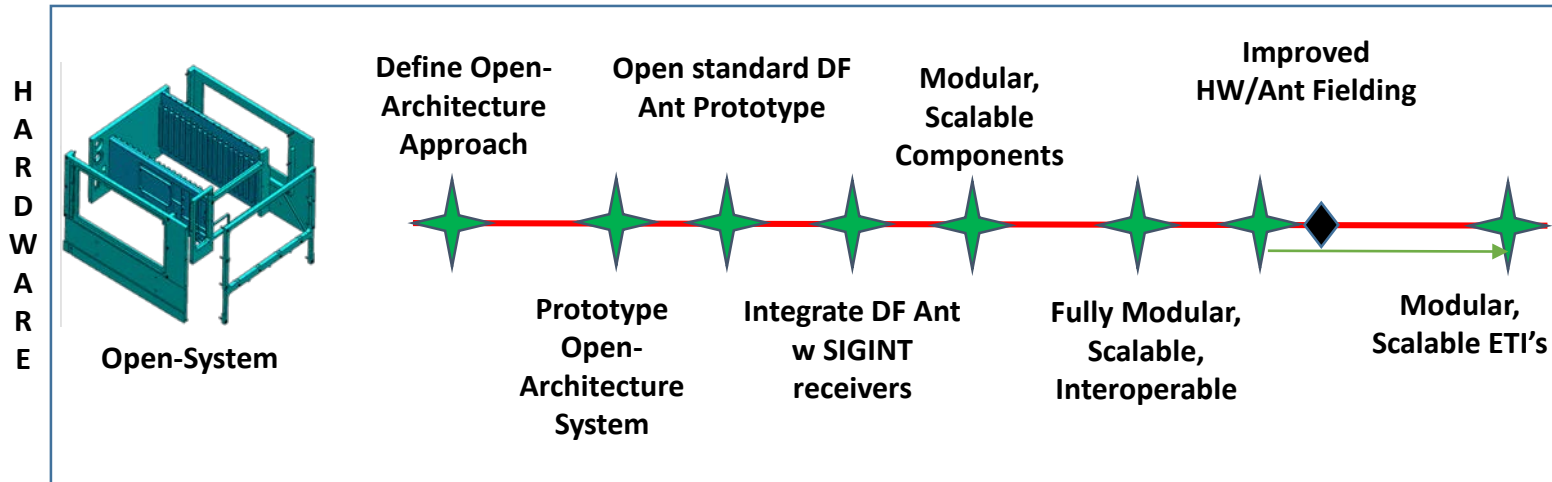 HARDWARE
Open-System
Define Open-
Architecture
Approach
Prototype
Open-
Architecture
System
Open standard DF
Ant Prototype
Integrate DF Ant
w SIGINT
receivers
Modular,
Scalable
Components
Fully Modular,
Scalable,
Interoperable
Improved
HW/Ant Fielding
Modular,
Scalable ETI’s